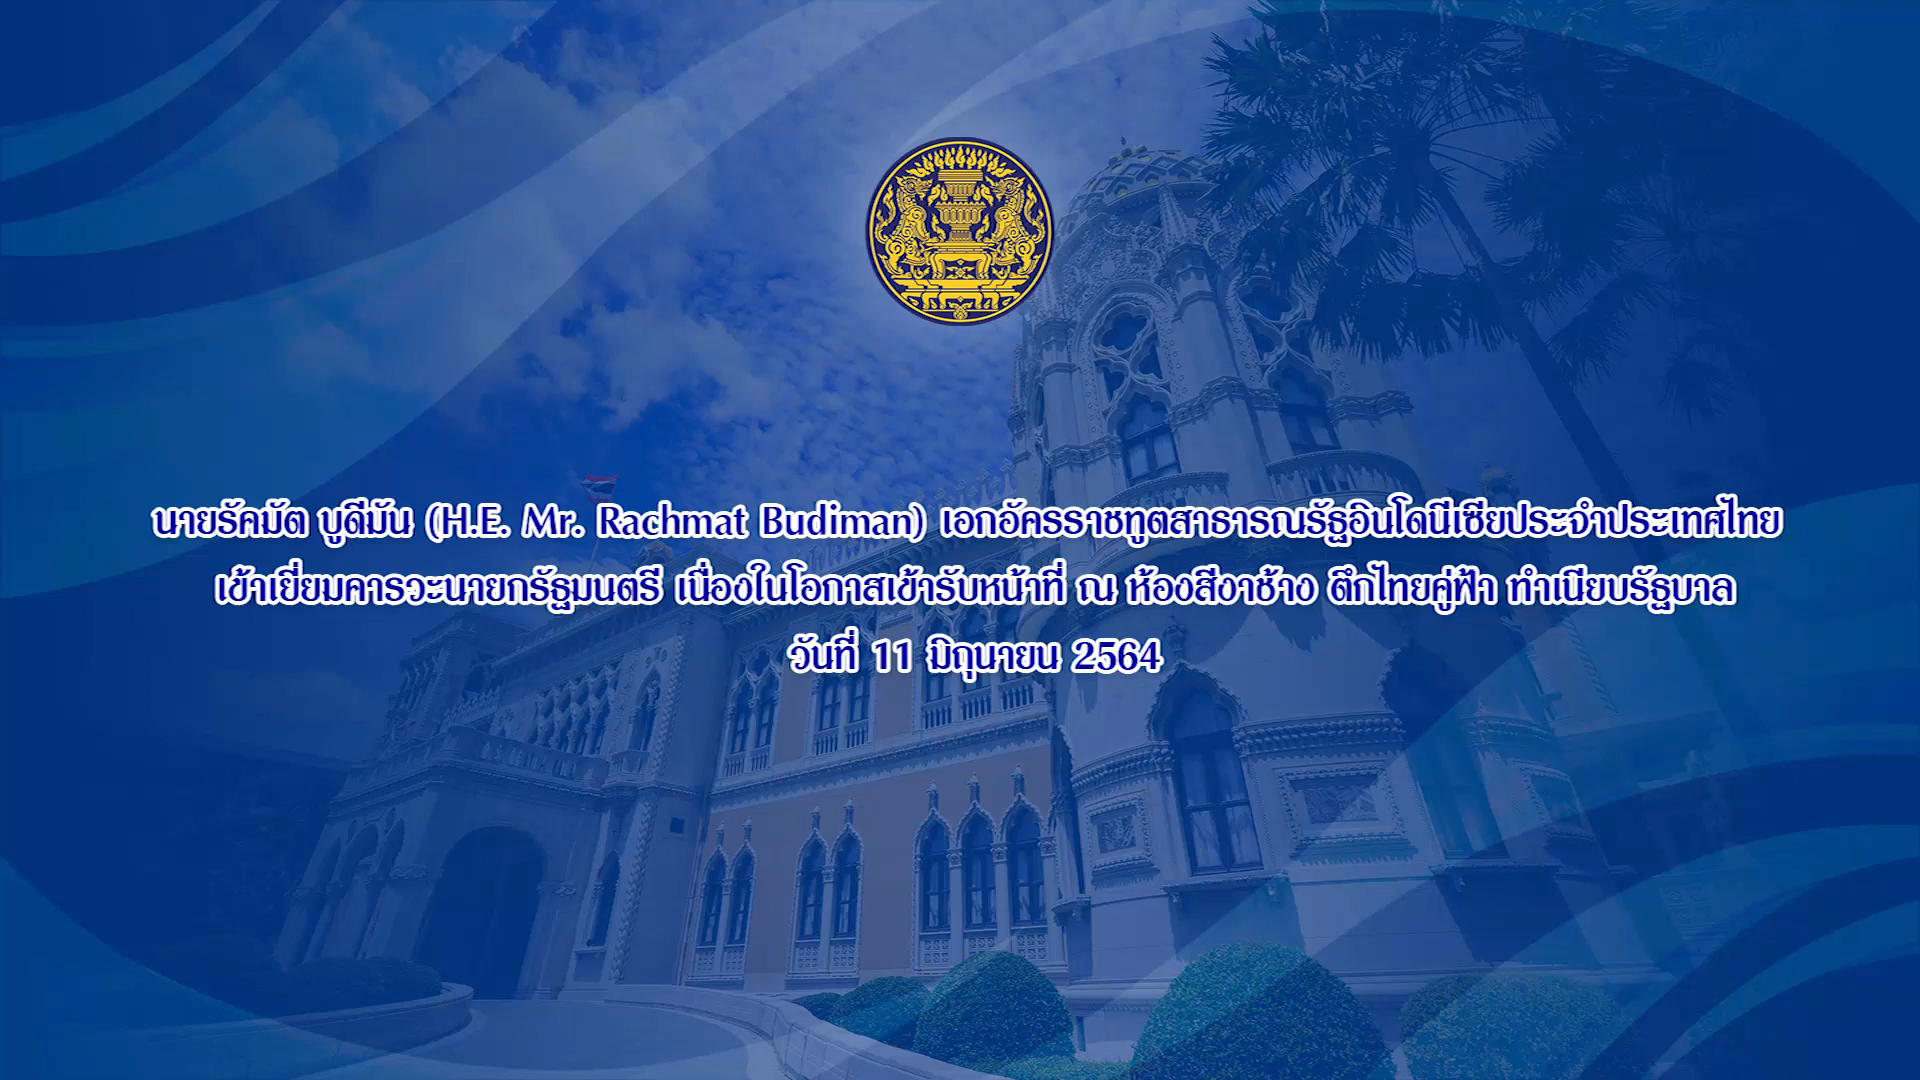 นายรัคมัต บูดีมัน (H.E. Mr. Rachmat Budiman) เอกอัครราชทูตสาธารณรัฐอินโดนีเซียประจำประเทศไทย
เข้าเยี่ยมคารวะนายกรัฐมนตรี เนื่องในโอกาสเข้ารับหน้าที่ ณ ห้องสีงาช้าง ตึกไทยคู่ฟ้า ทำเนียบรัฐบาล
วันที่ 11 มิถุนายน 2564